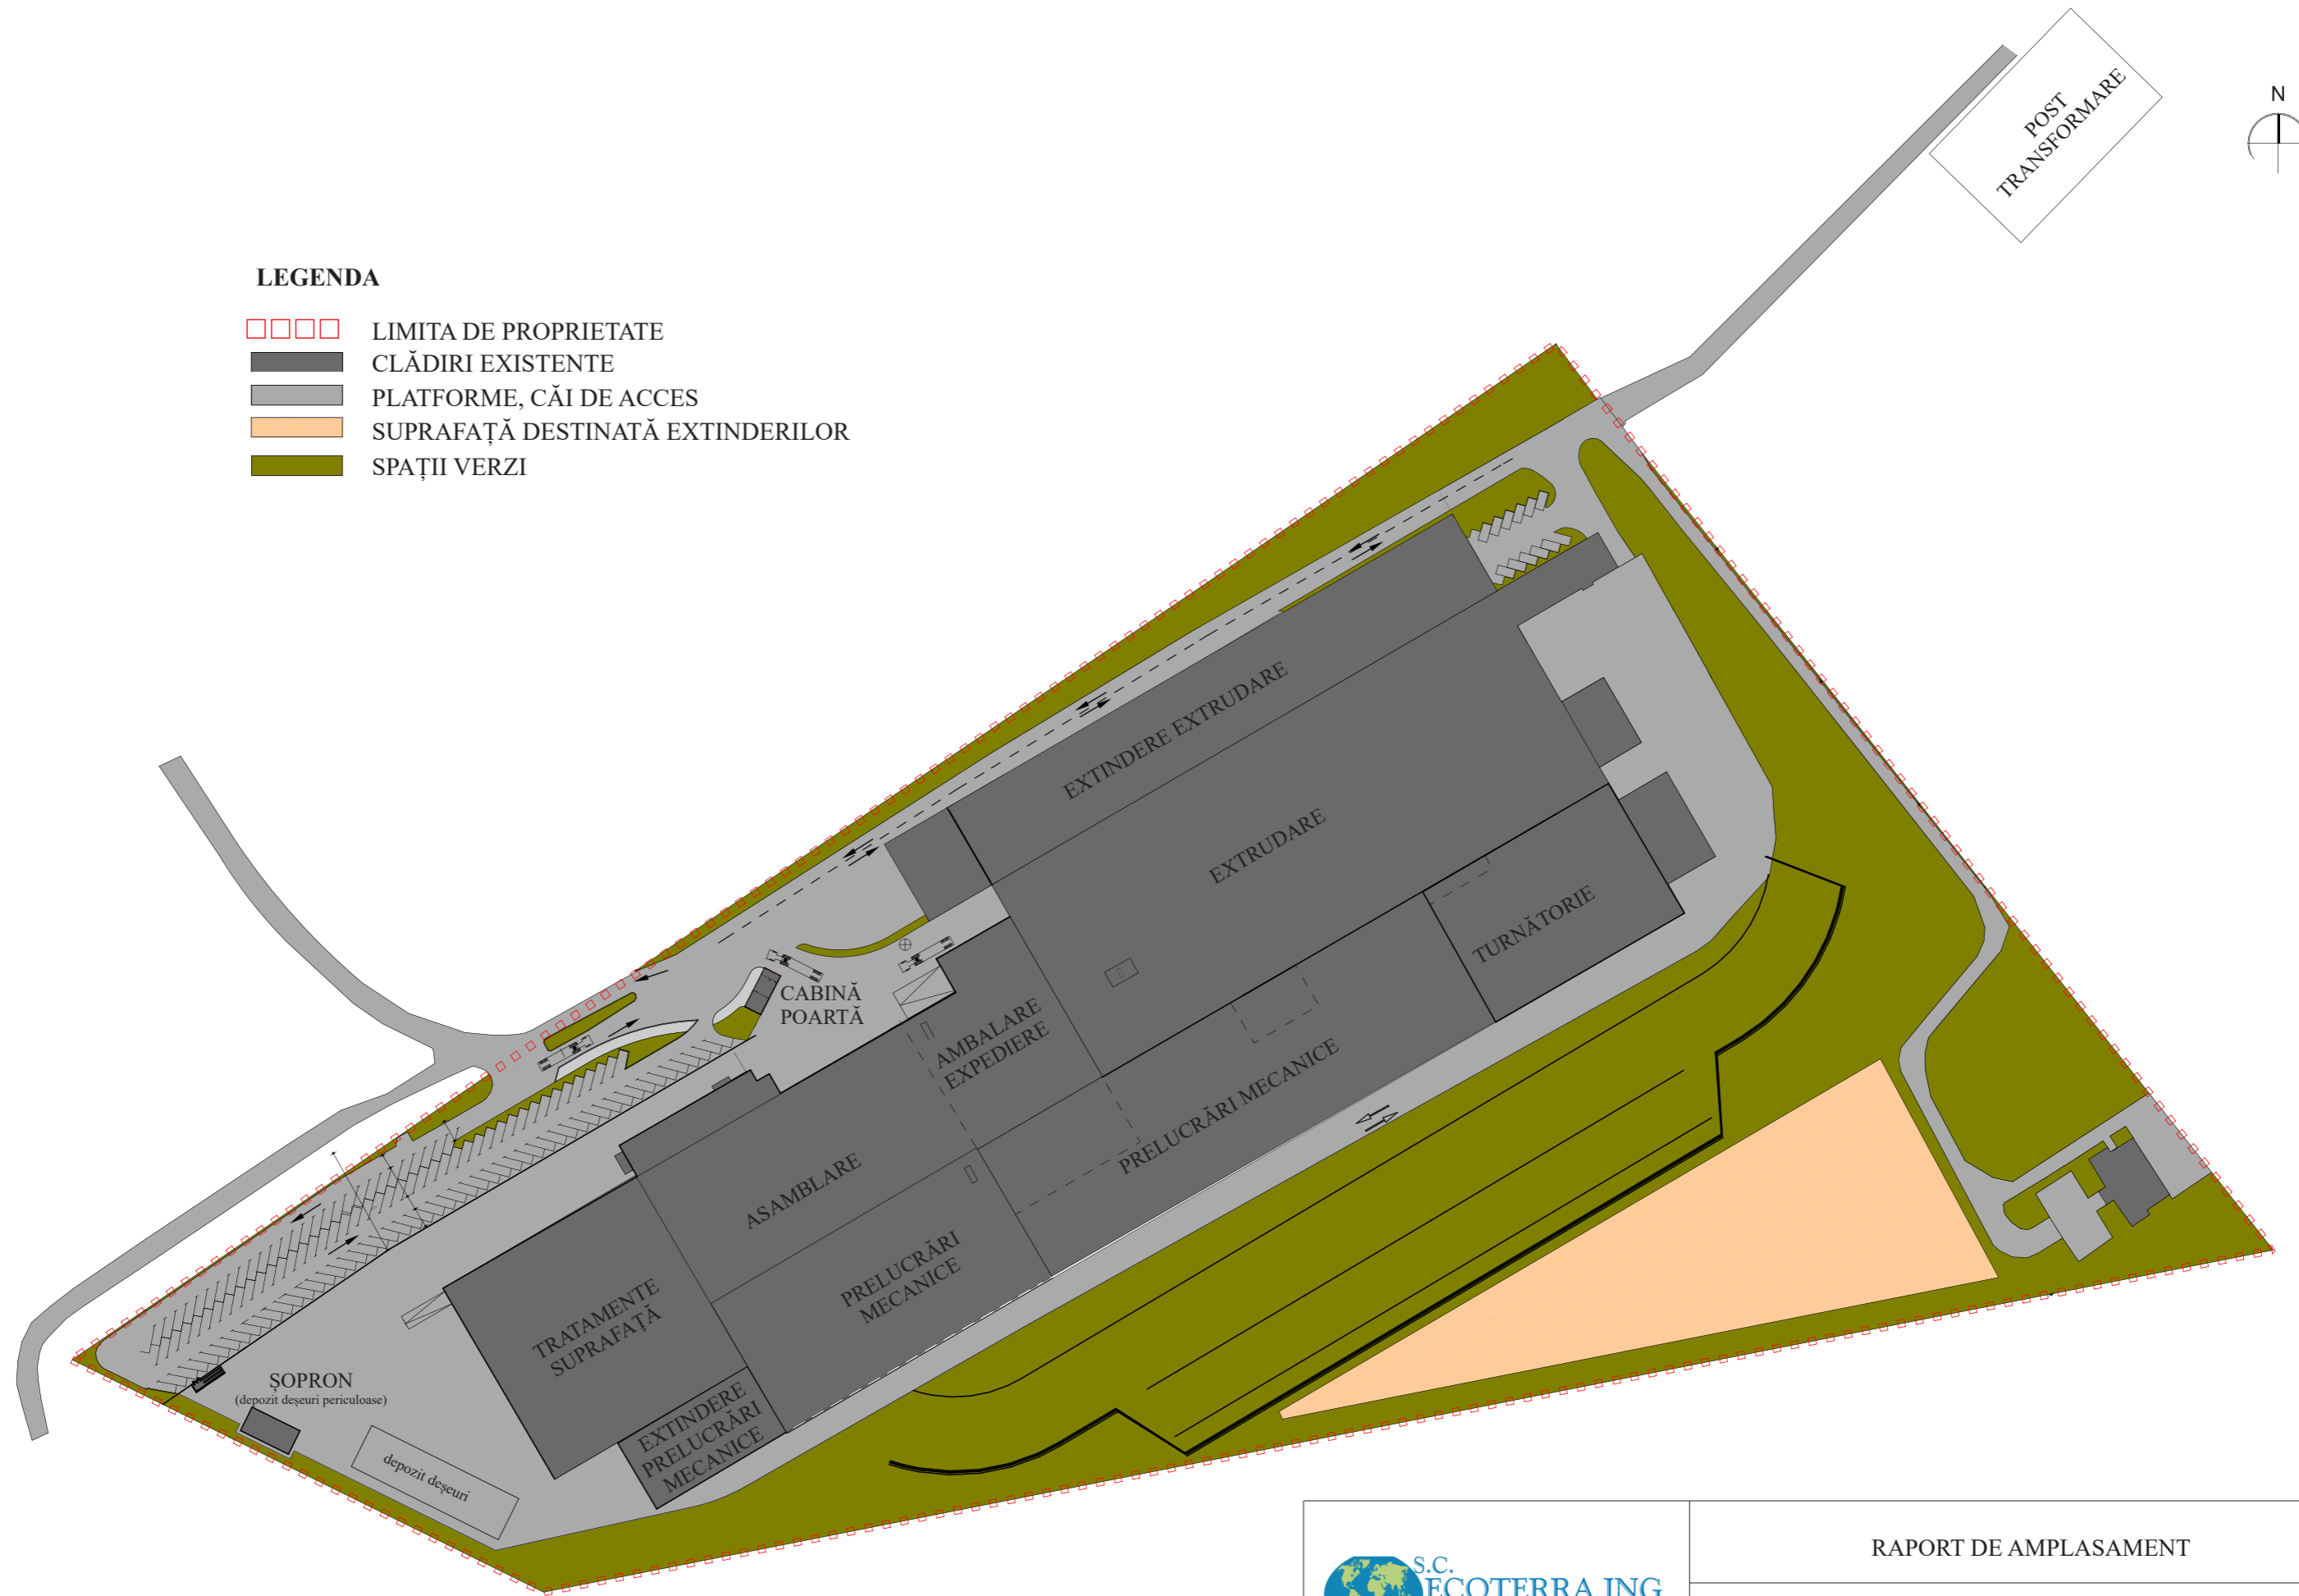 POST
TRANSFORMARE
N
LEGENDA
LIMITA DE PROPRIETATE
CLĂDIRI EXISTENTE
PLATFORME, CĂI DE ACCES
SUPRAFAȚĂ DESTINATĂ EXTINDERILOR
SPAȚII VERZI
EXTINDERE EXTRUDARE
EXTRUDARE
TURNĂTORIE
CABINĂ
POARTĂ
AMBALARE
EXPEDIERE
PRELUCRĂRI MECANICE
ASAMBLARE
PRELUCRĂRI
MECANICE
TRATAMENTE
SUPRAFAȚĂ
EXTINDERE
PRELUCRĂRI
MECANICE
ȘOPRON
(depozit deșeuri periculoase)
depozit deșeuri
S.C.
ECOTERRA ING
RAPORT DE AMPLASAMENT